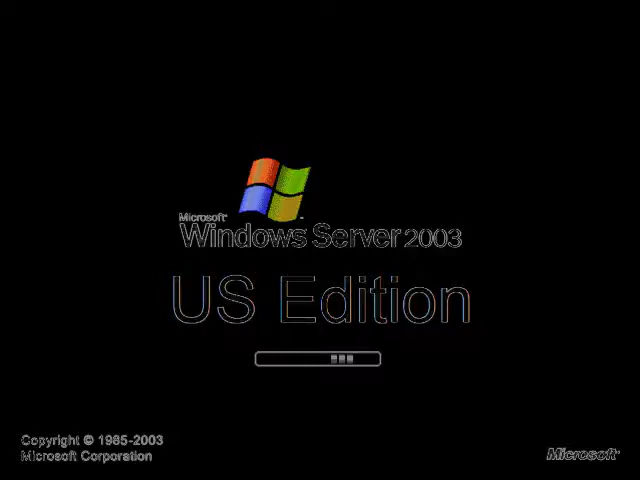 Microsoft
Windows Server 2003
US Edition
Copyright © 1985-2003
Microsoft Corporation
Microsoft